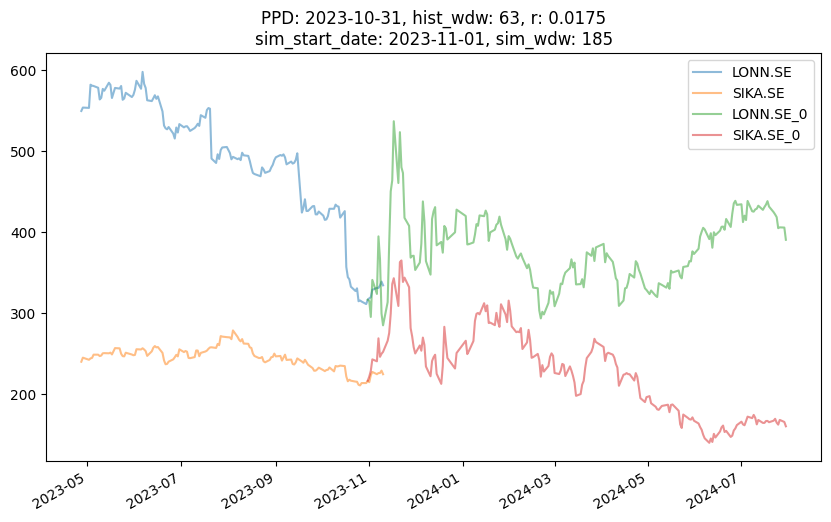 PPD: 2023-10-31, hist_wdw: 63, r: 0.0175
sim_start_date: 2023-11-01, sim_wdw: 185
LONN.SE
SIKA.SE
LONN.SE_0
SIKA.SE_0
600
500
400
300
200
2023-05
2023-07
2023-09
2023-11
2024-01
2024-03
2024-05
2024-07